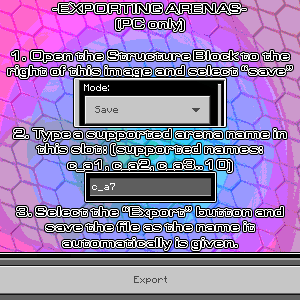 -EXPORTING ARENAS-
(PC only)
1. Open the Structure Block to the
right of this image and select "save"
Mode:
Save
2. Type a supported arena name in
this slot: (supported names:
c_a1, c_a2, c_a3.. 10)
c_a7
3. Select the "Export" button and
save the file as the name it
automatically is given.
Export